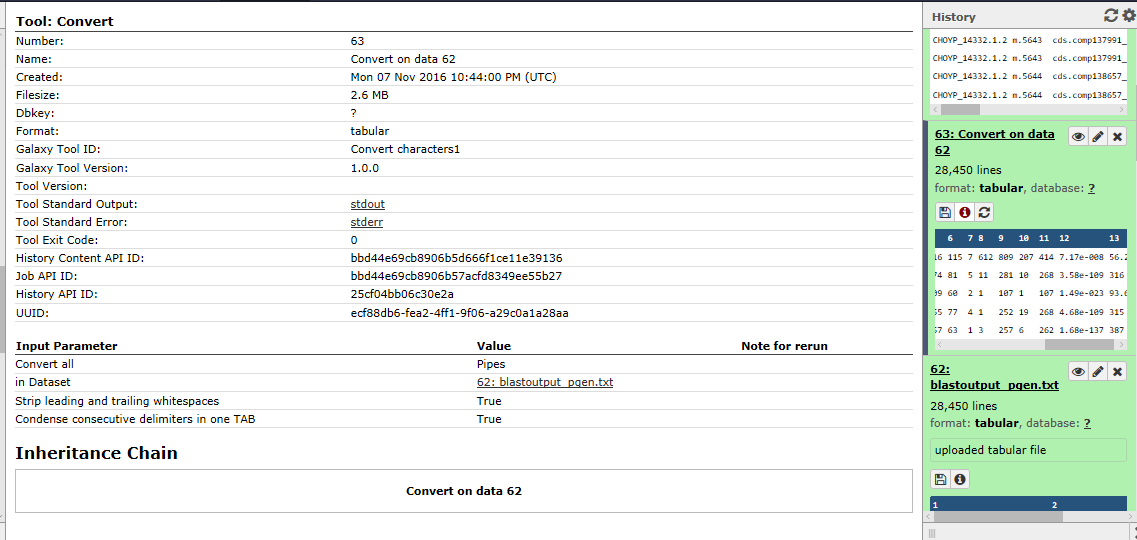 Tool: Convert
Number: 63
Name: Convert on data 62
Created: Mon 07 Nov 2016 10:44:00 PM (UTC)
Filesize: 2.6 MB
Dbkey: ?
Format: tabular
Galaxy Tool ID: Convert characters1
Galaxy Tool Version: 1.0.0
Tool Version:
Tool Standard Output: stdout
Tool Standard Error: stderr
Tool Exit Code: 0
History Content API ID: bbd44e69cb8906b5d666f1ce11e39136
Job API ID: bbd44e69cb8906b57acfd8349ee55b27
History API ID: 25cf04bb06c30e2a
UUID: ecf88db6-fea2-4ff1-9f06-a29c0a1a28aa
Input Parameter Value Note for rerun
Convert all Pipes
in Dataset 62: blastoutput_pgen.txt
Strip leading and trailing whitespaces True
Condense consecutive delimiters in one TAB True
Inheritance Chain
Convert on data 62
History
CHOYP_14332.1.2 m.5643 cds.comp137991_
CHOYP_14332.1.2 m.5643 cds.comp137991_
CHOYP_14332.1.2 m.5644 cds.comp138657_
CHOYP_14332.1.2 m.5644 cds.comp138657_
63: Convert on data
62
28,450 lines
format: tabular, database: ?
6 7 8 9 10 11 12 13
16 115 7 612 809 207 414 7.17e-008 56.2
74 81 5 11 281 10 268 3.58e-109 316
09 60 2 1 107 1 107 1.49e-023 93.6
55 77 4 1 252 19 268 4.68e-109 315
57 63 1 3 257 6 262 1.68e-137 387
62:
blastoutput_pgen.txt
28,450 lines
format: tabular, database: ?
uploaded tabular file
1 2